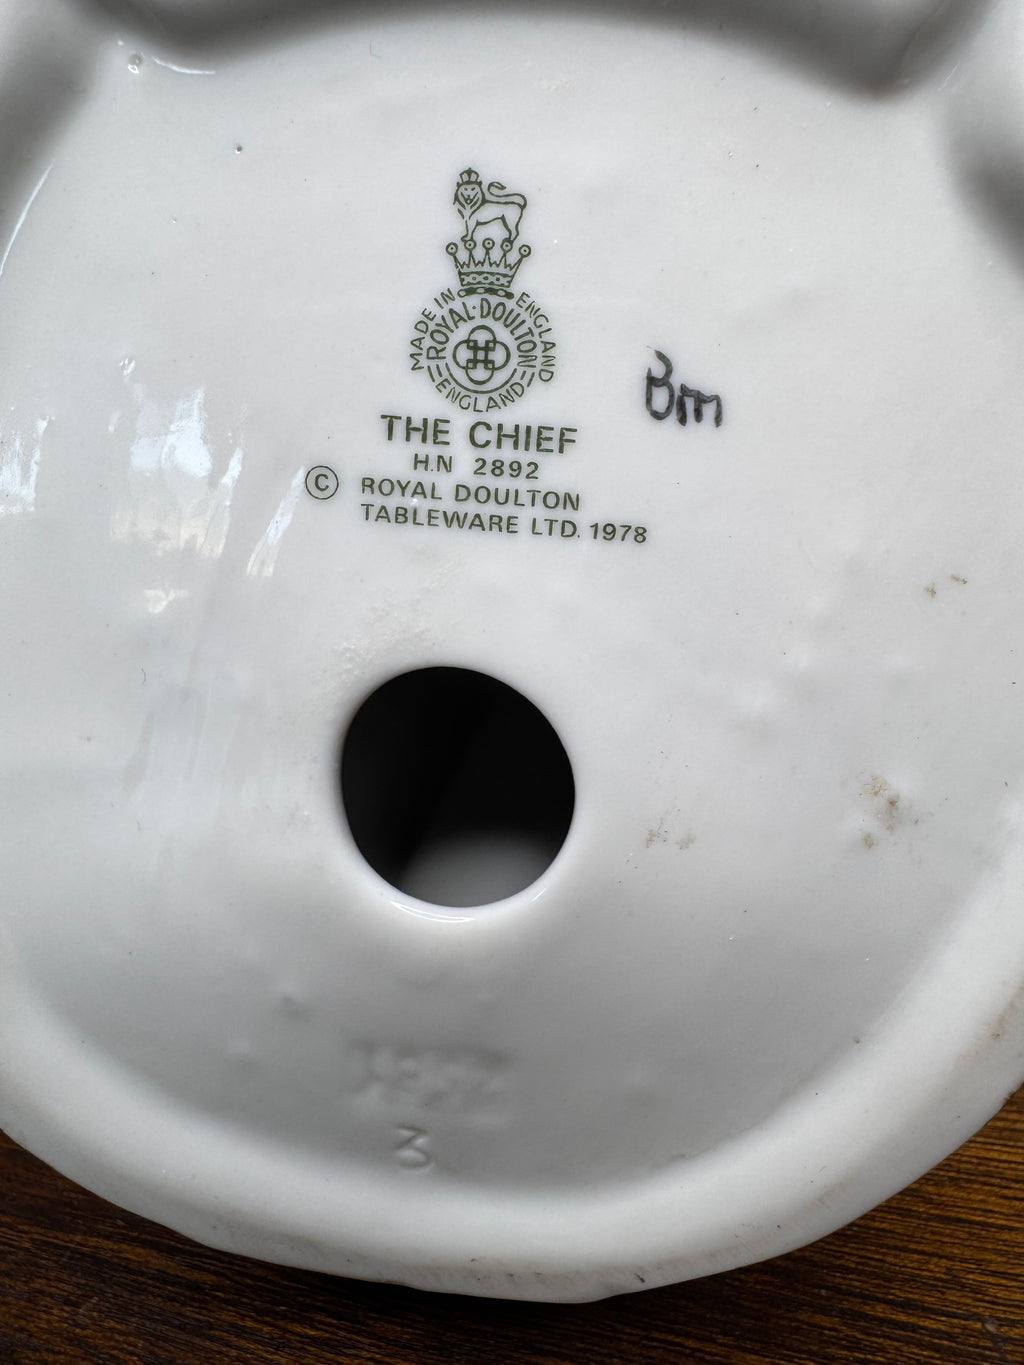 MADE IN ENGLAND
ROYAL·DOULTON
ENGLAND
Bm
THE CHIEF
H.N 2892
© ROYAL DOULTON
TABLEWARE LTD. 1978
3